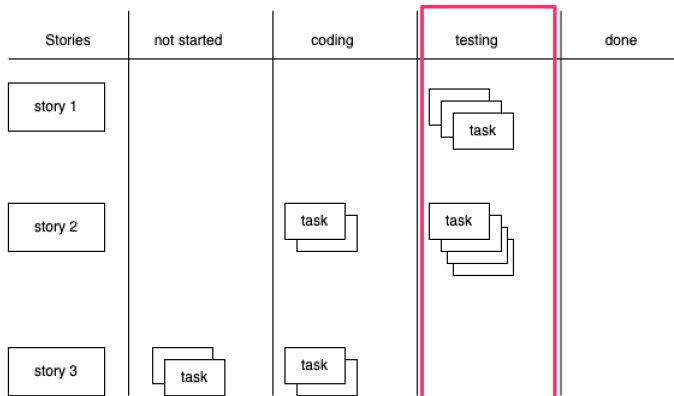 Stories not started coding testing done
story 1
task
story 2 task task
story 3 task task